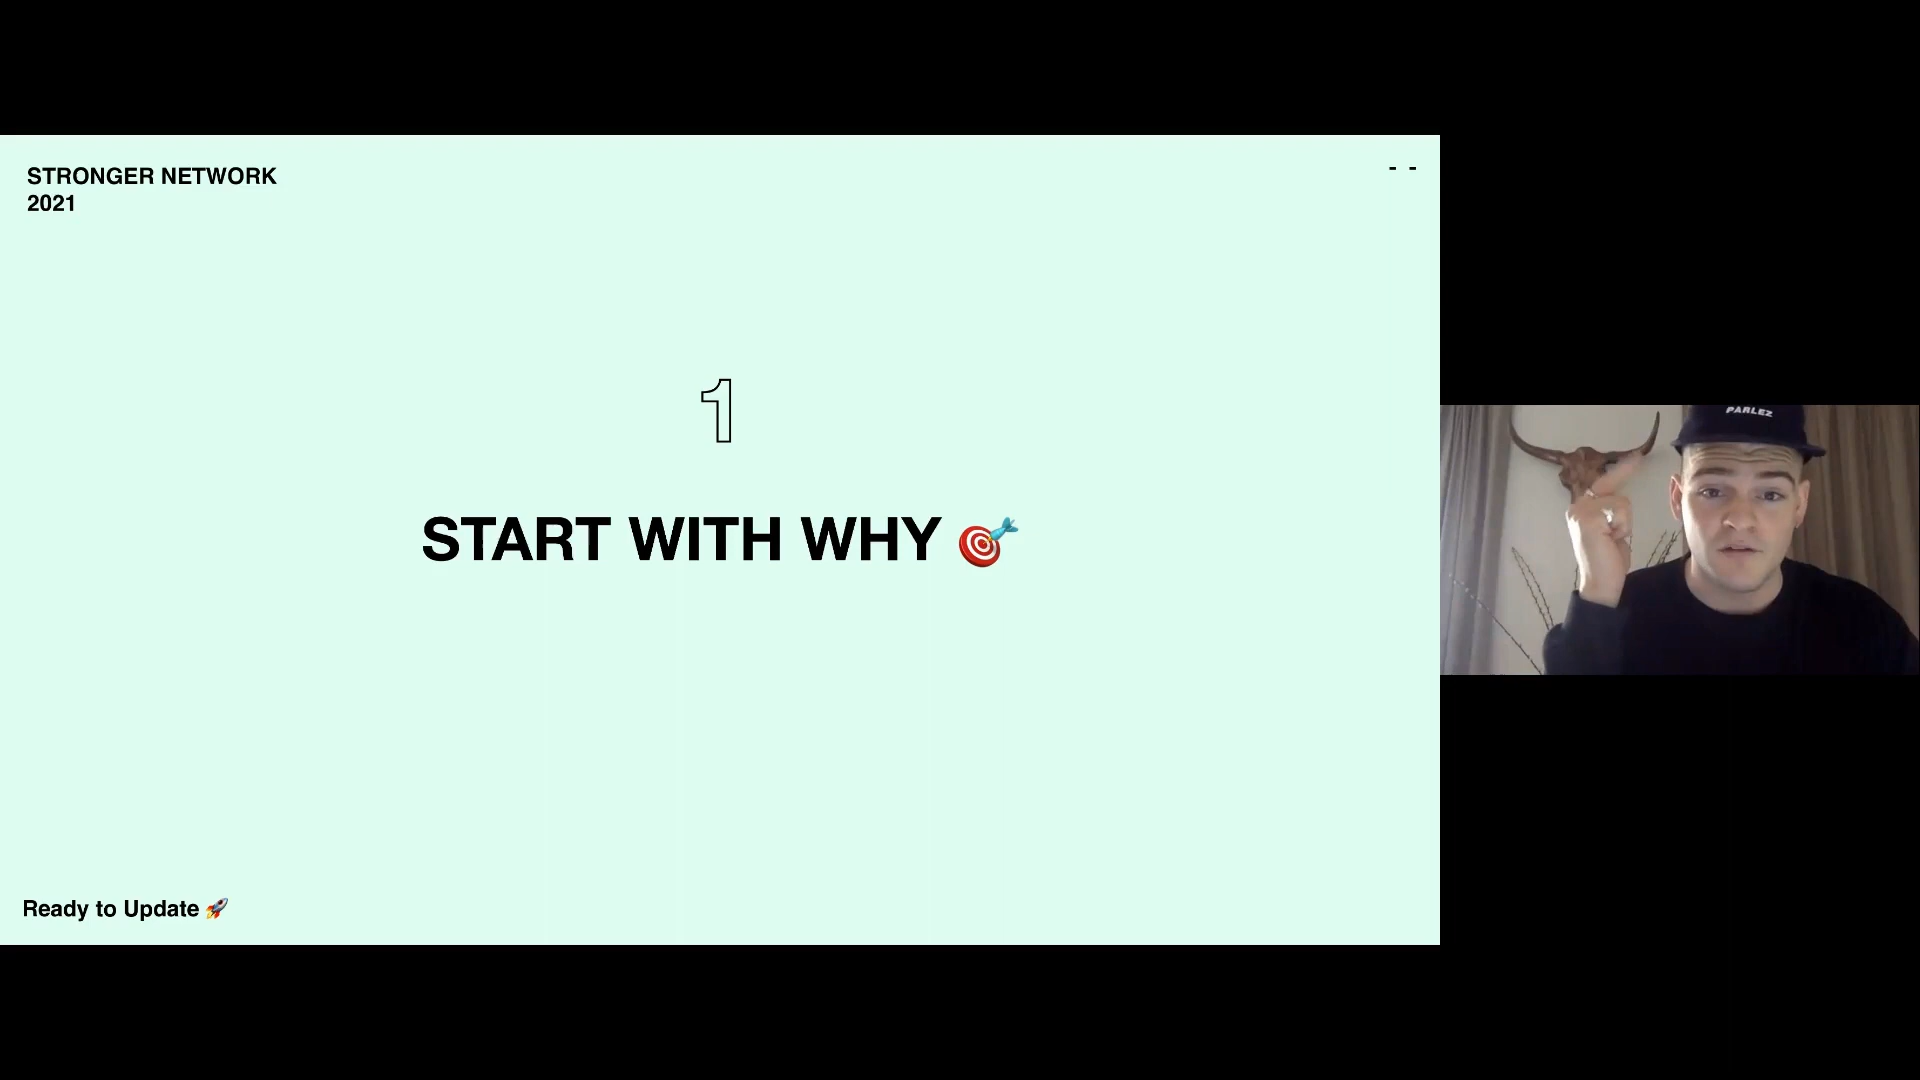 STRONGER NETWORK
2021
- -
1
START WITH WHY 🎯
Ready to Update 🚀
PARLEZ